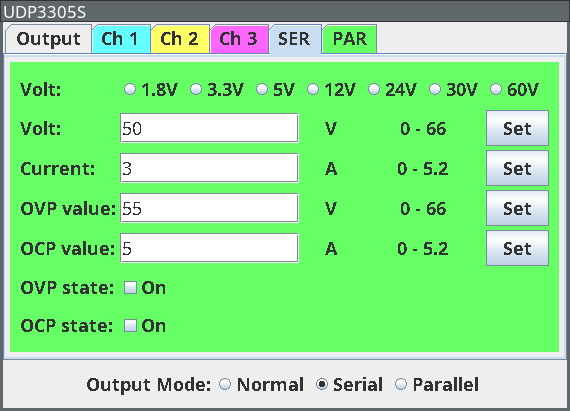 UDP3305S
Output Ch 1 Ch 2 Ch 3 SER PAR
Volt: 1.8V 3.3V 5V 12V 24V 30V 60V
Volt: 50 V 0 - 66 Set
Current: 3 A 0 - 5.2 Set
OVP value: 55 V 0 - 66 Set
OCP value: 5 A 0 - 5.2 Set
OVP state: On
OCP state: On
Output Mode: Normal Serial Parallel